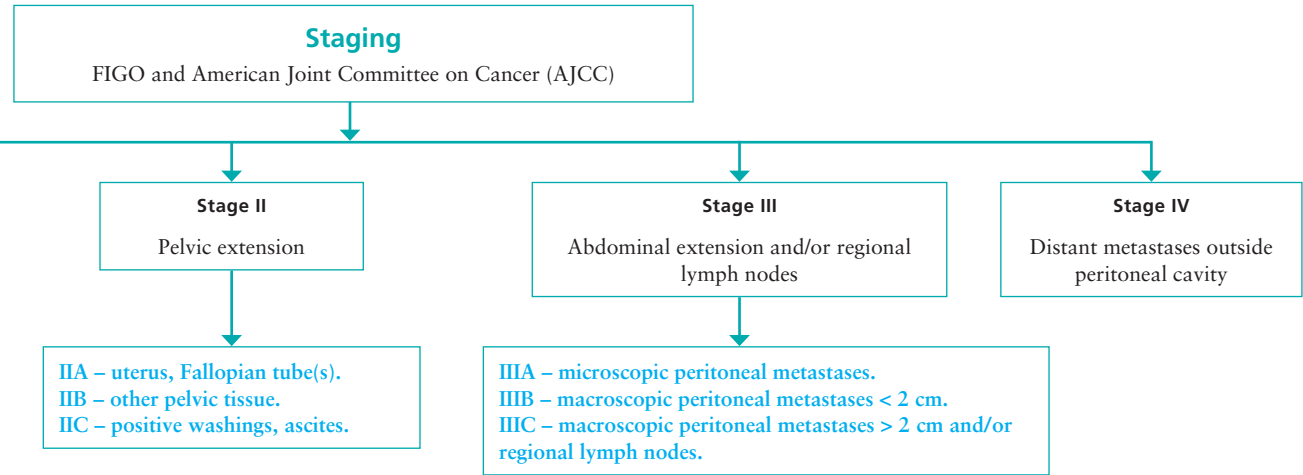 Staging
FIGO and American Joint Committee on Cancer (AJCC)
Stage II
Pelvic extension
IIA – uterus, Fallopian tube(s).
IIB – other pelvic tissue.
IIC – positive washings, ascites.
Stage III
Abdominal extension and/or regional
lymph nodes
IIIA – microscopic peritoneal metastases.
IIIB – macroscopic peritoneal metastases < 2 cm.
IIIC – macroscopic peritoneal metastases > 2 cm and/or
regional lymph nodes.
Stage IV
Distant metastases outside
peritoneal cavity